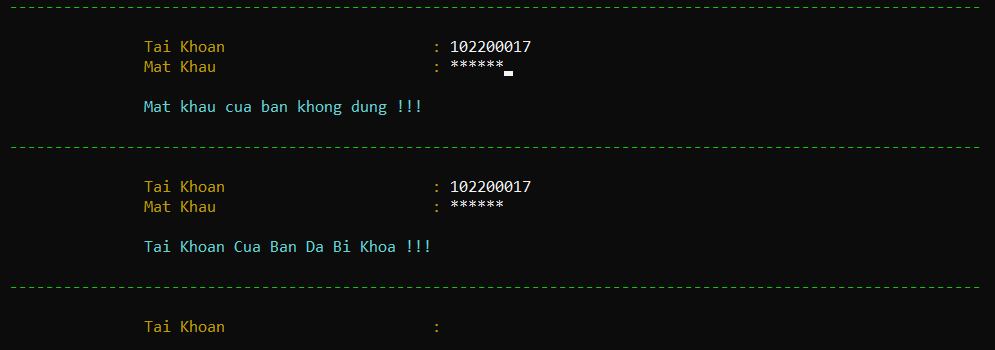 Tai Khoan : 102200017
Mat Khau : ******
Mat khau cua ban khong dung !!!
Tai Khoan : 102200017
Mat Khau : ******
Tai Khoan Cua Ban Da Bi Khoa !!!
Tai Khoan :